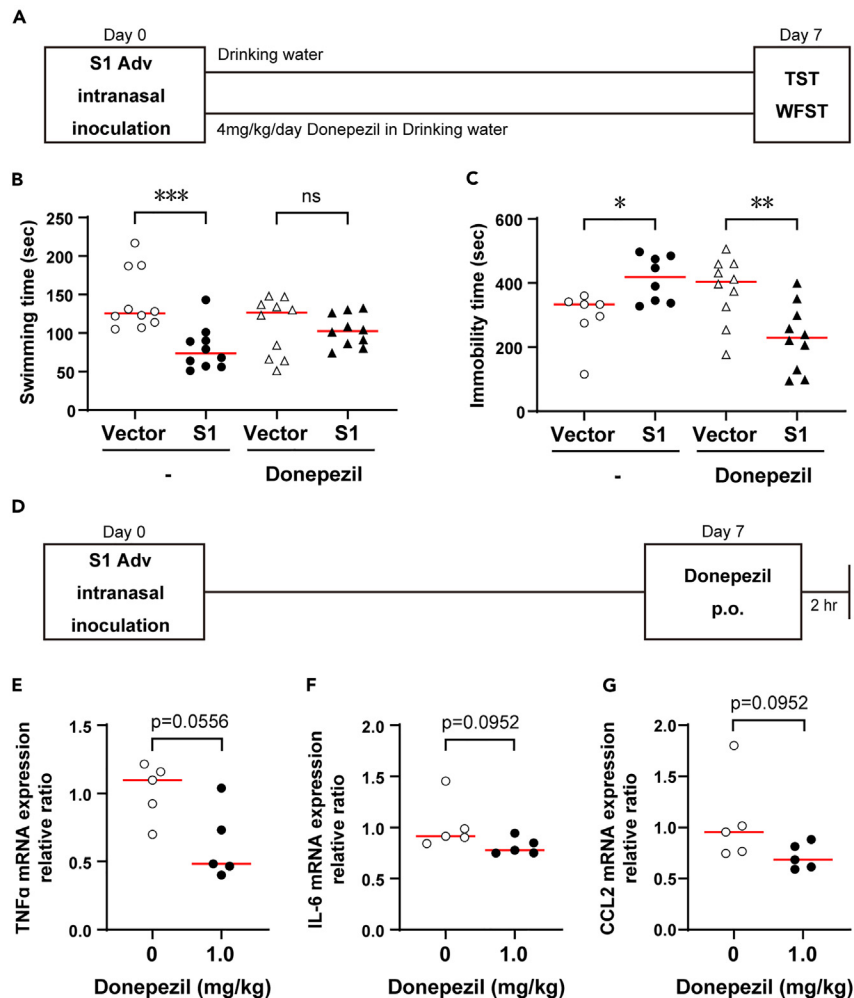 A
Day 0
Day 7
S1 Adv
intranasal
inoculation
Drinking water
4mg/kg/day Donepezil in Drinking water
TST
WFST
B
***
ns
Swimming time (sec)
250
200
150
100
50
0
Vector S1 Vector S1
- Donepezil
C
*
**
Immobility time (sec)
600
400
200
0
Vector S1 Vector S1
- Donepezil
D
Day 0
Day 7
S1 Adv
intranasal
inoculation
Donepezil
p.o.
2 hr
E
p=0.0556
TNFα mRNA expression
relative ratio
1.5
1.0
0.5
0.0
0 1.0
Donepezil (mg/kg)
F
p=0.0952
IL-6 mRNA expression
relative ratio
2.0
1.5
1.0
0.5
0.0
0 1.0
Donepezil (mg/kg)
G
p=0.0952
CCL2 mRNA expression
relative ratio
2.0
1.5
1.0
0.5
0.0
0 1.0
Donepezil (mg/kg)